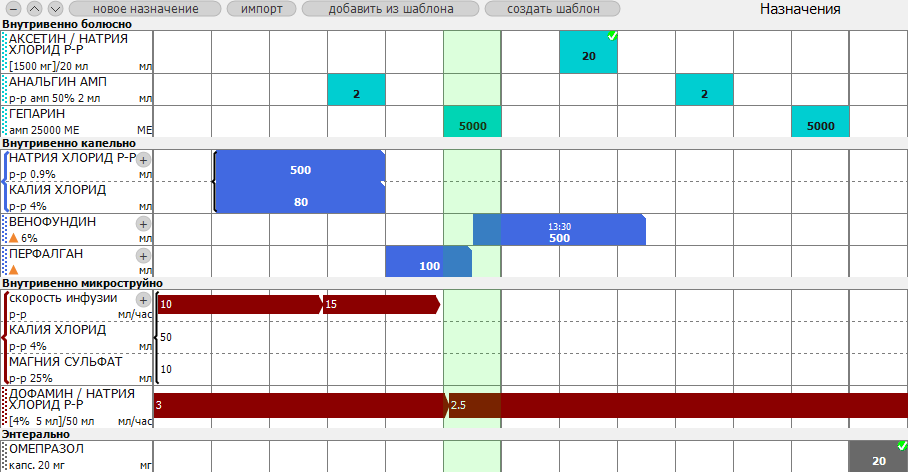 новое назначение импорт добавить из шаблона создать шаблон Назначения
Внутривенно болюсно
АКСЕТИН / НАТРИЯ
ХЛОРИД Р-Р
[1500 мг]/20 мл мл
20
АНАЛЬГИН АМП
р-р амп 50% 2 мл мл
2 2
ГЕПАРИН
амп 25000 МЕ МЕ
5000 5000
Внутривенно капельно
НАТРИЯ ХЛОРИД Р-Р
р-р 0.9% мл
500
КАЛИЯ ХЛОРИД
р-р 4% мл
80
ВЕНОФУНДИН
6% мл
13:30
500
ПЕРФАЛГАН
мл
100
Внутривенно микроструйно
скорость инфузии
р-р мл/час
10 15
КАЛИЯ ХЛОРИД
р-р 4% мл
50
МАГНИЯ СУЛЬФАТ
р-р 25% мл
10
ДОФАМИН / НАТРИЯ
ХЛОРИД Р-Р
[4% 5 мл]/50 мл мл/час
3 2.5
Энтерально
ОМЕПРАЗОЛ
капс. 20 мг мг
20